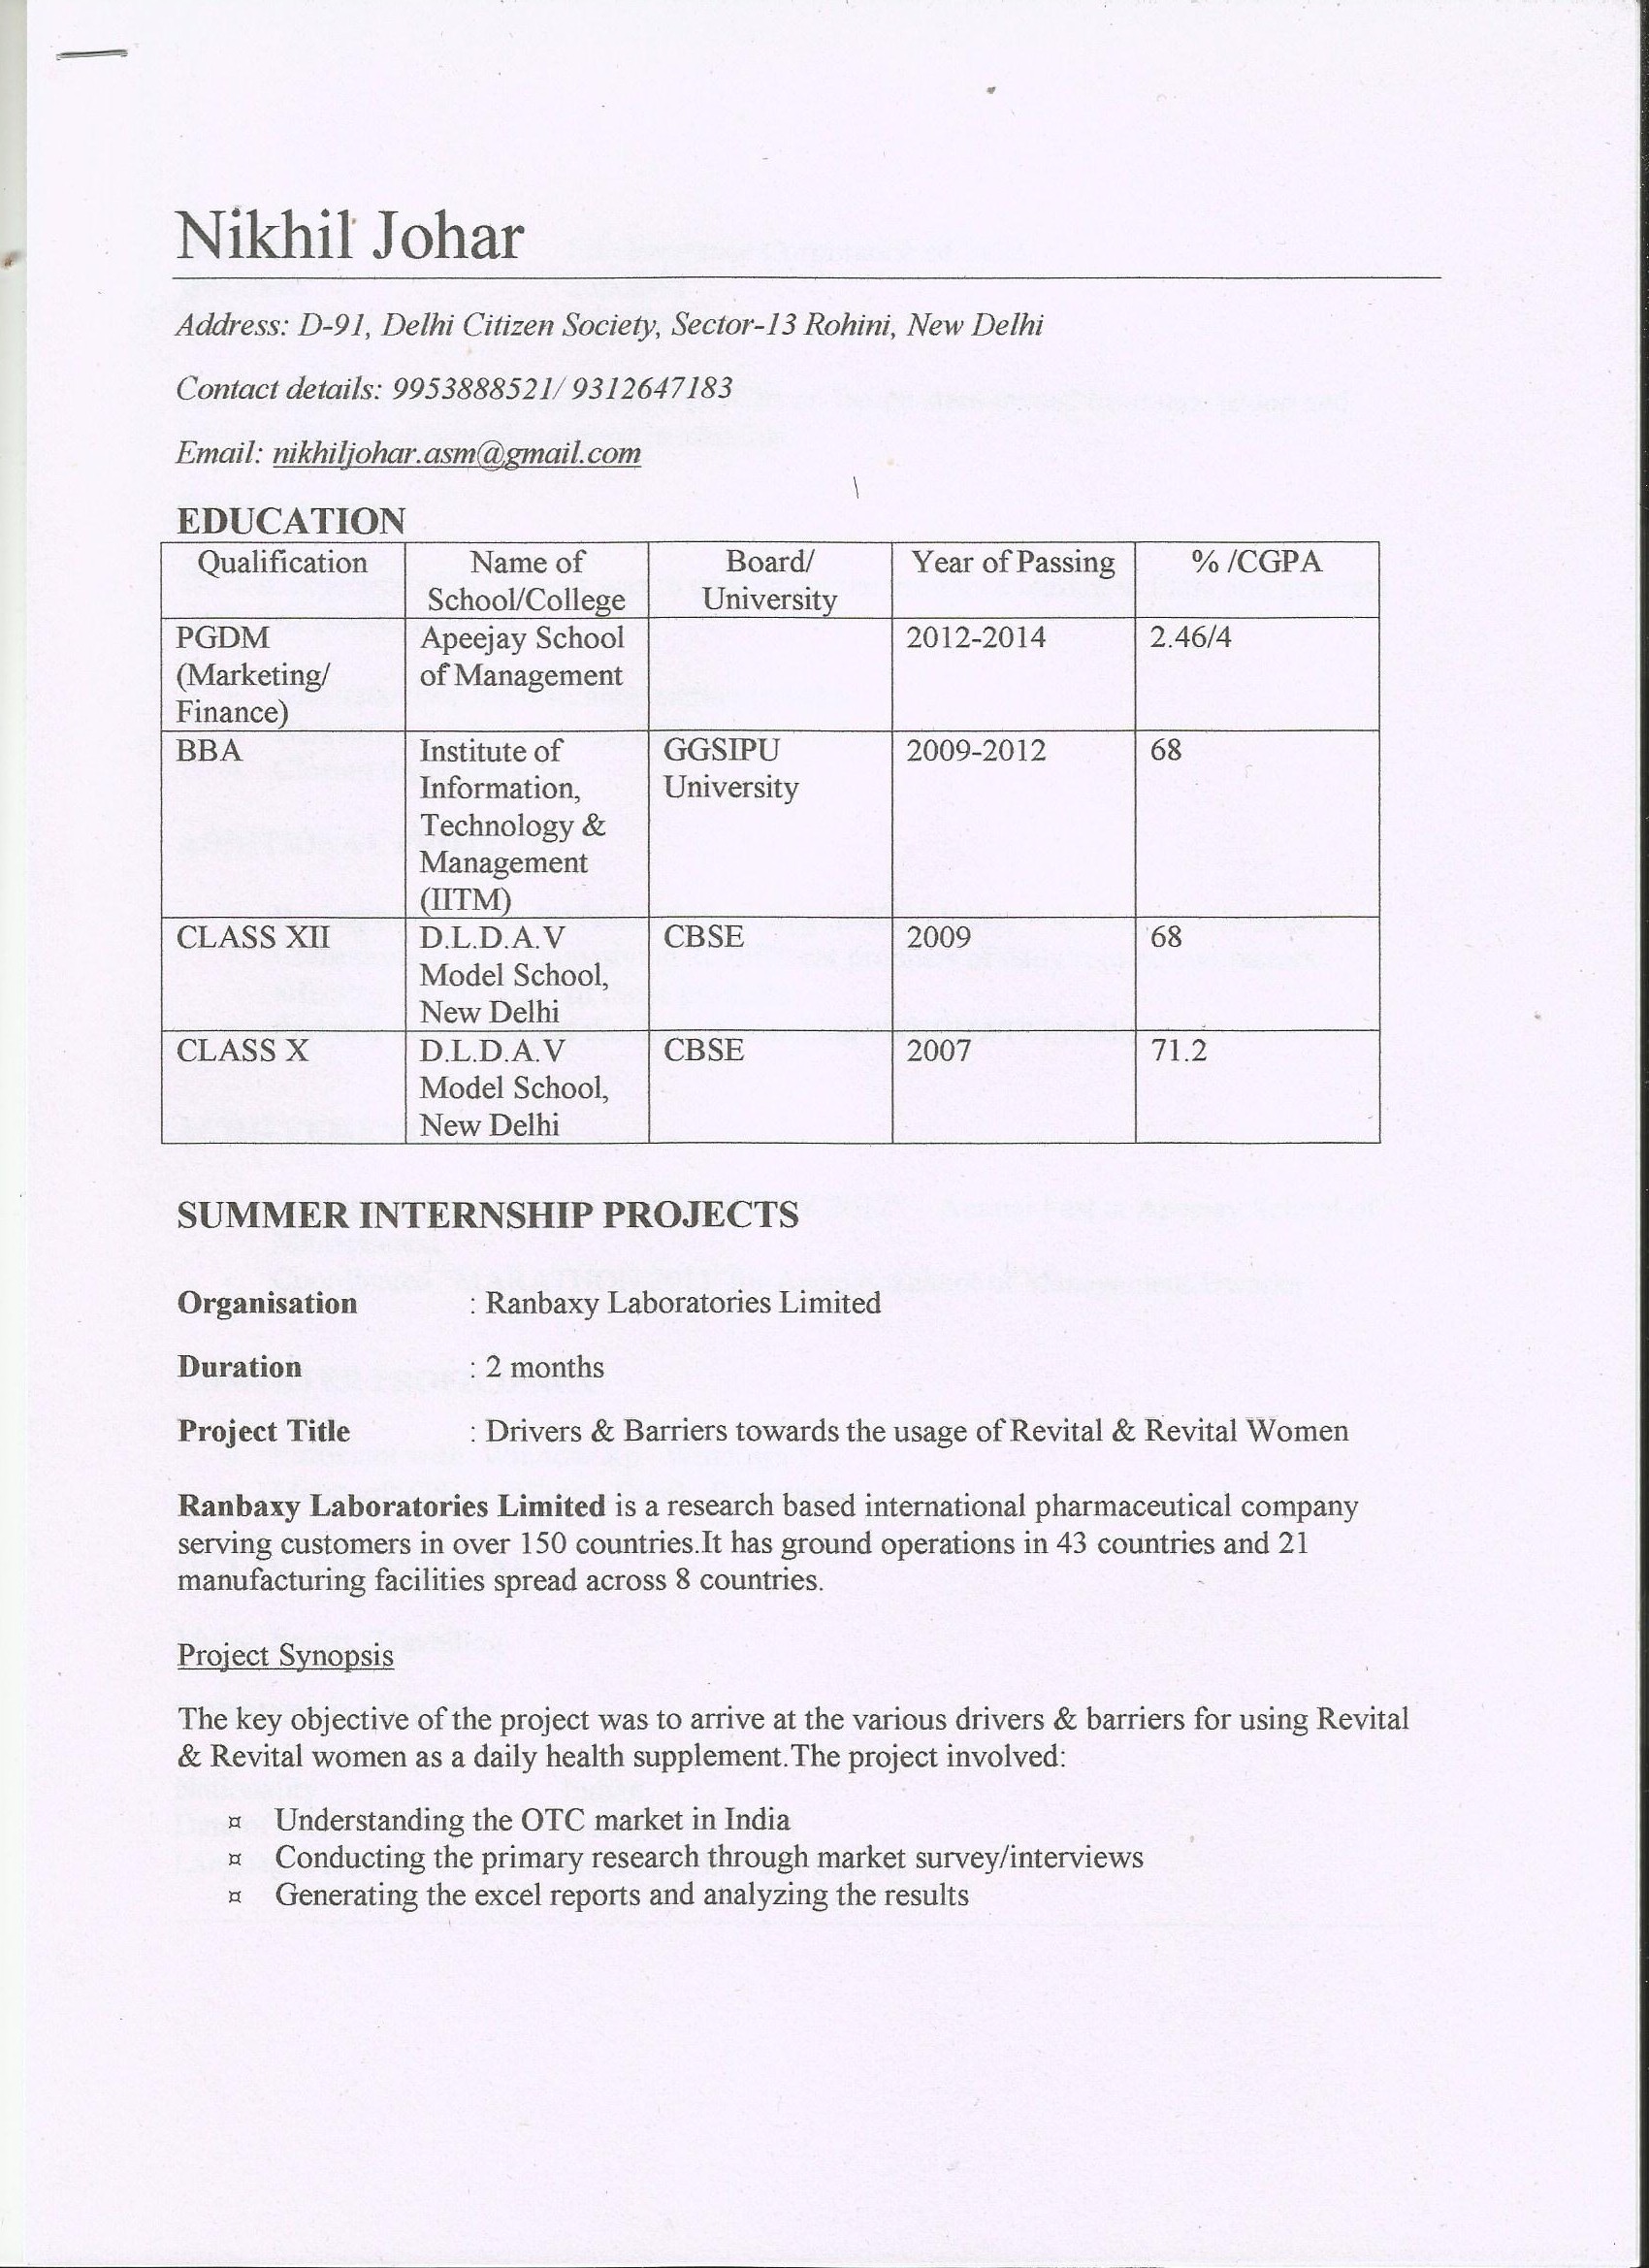 Nikhil Johar
Address: D-91, Delhi Citizen Society, Sector-13 Rohini, New Delhi
Contact details: 9953888521/ 9312647183
Email: nikhiljohar.asm@gmail.com
EDUCATION
Qualification Name of School/College Board/ University Year of Passing % /CGPA
PGDM (Marketing/ Finance) Apeejay School of Management 2012-2014 2.46/4
BBA Institute of Information, Technology & Management (IITM) GGSIPU University 2009-2012 68
CLASS XII D.L.D.A.V Model School, New Delhi CBSE 2009 68
CLASS X D.L.D.A.V Model School, New Delhi CBSE 2007 71.2
SUMMER INTERNSHIP PROJECTS
Organisation : Ranbaxy Laboratories Limited
Duration : 2 months
Project Title : Drivers & Barriers towards the usage of Revital & Revital Women
Ranbaxy Laboratories Limited is a research based international pharmaceutical company
serving customers in over 150 countries.It has ground operations in 43 countries and 21
manufacturing facilities spread across 8 countries.
Project Synopsis
The key objective of the project was to arrive at the various drivers & barriers for using Revital
& Revital women as a daily health supplement.The project involved:
¤ Understanding the OTC market in India
¤ Conducting the primary research through market survey/interviews
¤ Generating the excel reports and analyzing the results